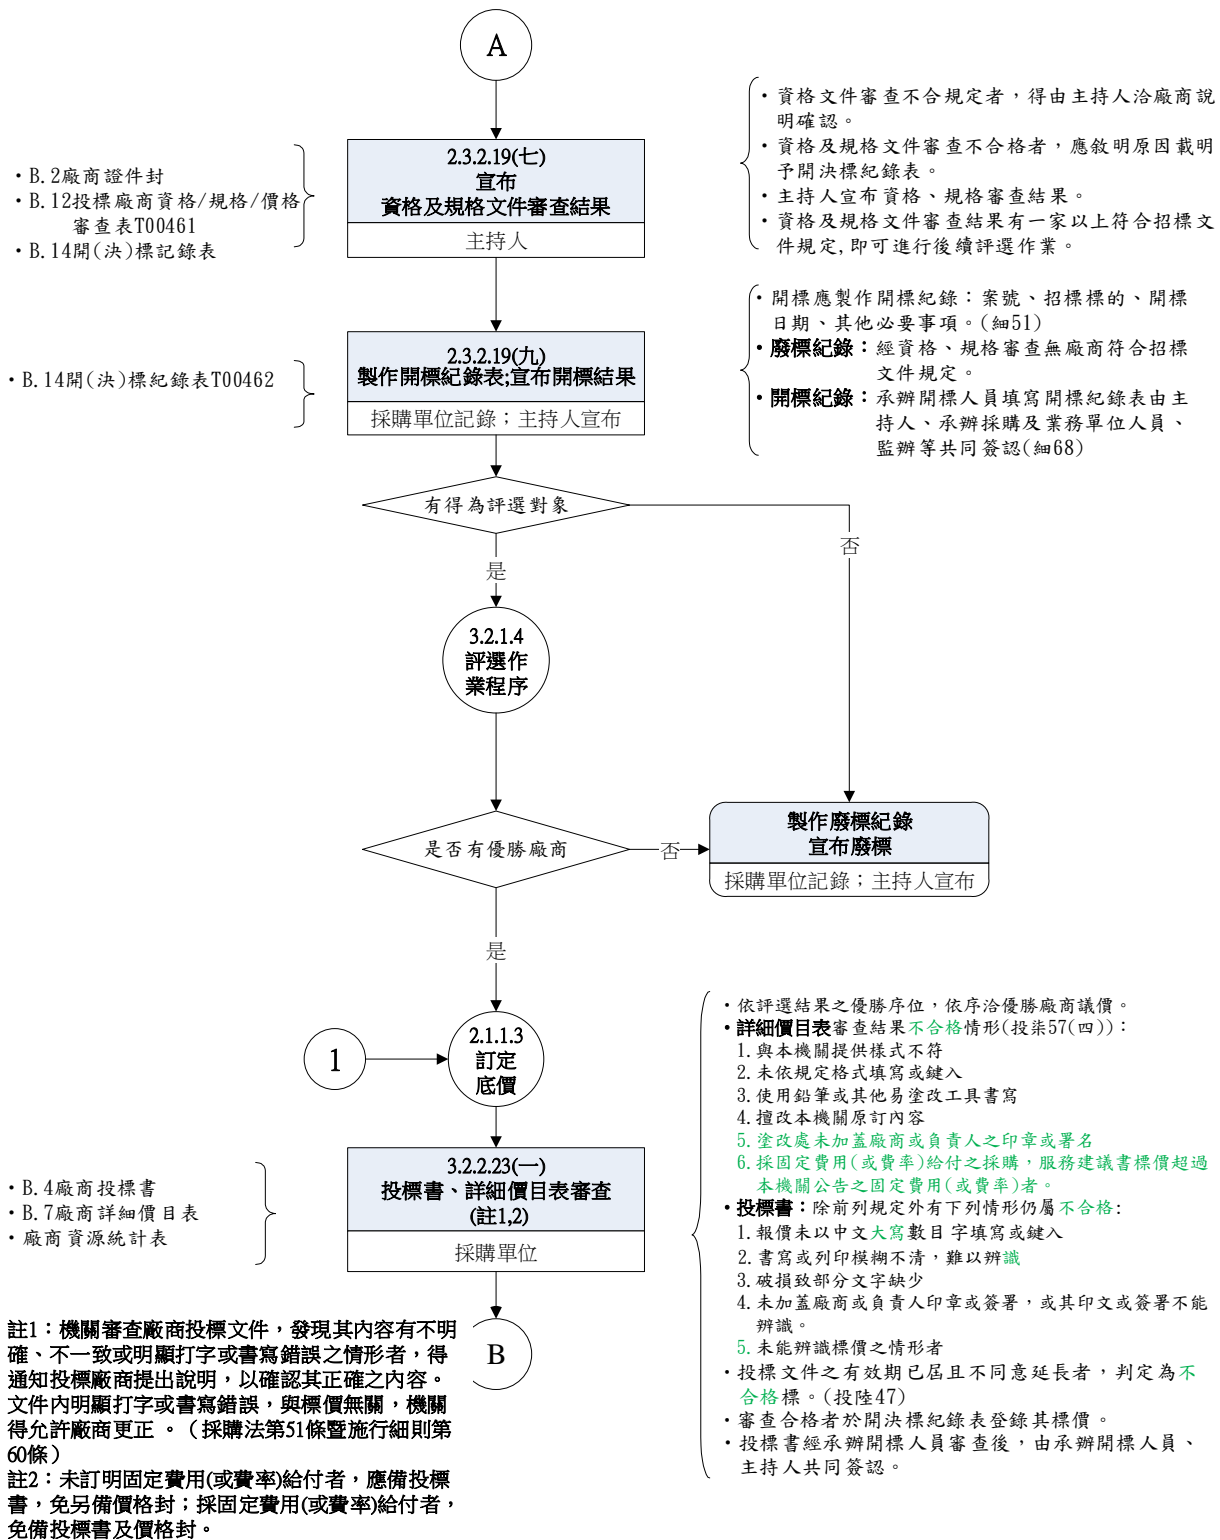 A
・B.2廠商證件封
・B.12投標廠商資格/規格/價格
審查表T00461
・B.14開(決)標記錄表
2.3.2.19(七)
宣布
資格及規格文件審查結果
主持人
・資格文件審查不合規定者，得由主持人洽廠商說
明確認。
・資格及規格文件審查不合格者，應敘明原因載明
予開決標紀錄表。
・主持人宣布資格、規格審查結果。
・資格及規格文件審查結果有一家以上符合招標文
件規定,即可進行後續評選作業。
・B.14開(決)標紀錄表T00462
2.3.2.19(九)
製作開標紀錄表;宣布開標結果
採購單位記錄；主持人宣布
・開標應製作開標紀錄：案號、招標標的、開標
日期、其他必要事項。(細51)
・廢標紀錄：經資格、規格審查無廠商符合招標
文件規定。
・開標紀錄：承辦開標人員填寫開標紀錄表由主
持人、承辦採購及業務單位人員、
監辦等共同簽認(細68)
有得為評選對象
否
是
3.2.1.4
評選作
業程序
是否有優勝廠商
否
製作廢標紀錄
宣布廢標
採購單位記錄；主持人宣布
是
1
2.1.1.3
訂定
底價
・B.4廠商投標書
・B.7廠商詳細價目表
・廠商資源統計表
3.2.2.23(一)
投標書、詳細價目表審查
(註1,2)
採購單位
・依評選結果之優勝序位，依序洽優勝廠商議價。
・詳細價目表審查結果不合格情形(投柒57(四))：
1.與本機關提供樣式不符
2.未依規定格式填寫或鍵入
3.使用鉛筆或其他易塗改工具書寫
4.擅改本機關原訂內容
5.塗改處未加蓋廠商或負責人之印章或署名
6.採固定費用(或費率)給付之採購，服務建議書標價超過
本機關公告之固定費用(或費率)者。
・投標書：除前列規定外有下列情形仍屬不合格:
1.報價未以中文大寫數目字填寫或鍵入
2.書寫或列印模糊不清，難以辨識
3.破損致部分文字缺少
4.未加蓋廠商或負責人印章或簽署，或其印文或簽署不能
辨識。
5.未能辨識標價之情形者
・投標文件之有效期已屆且不同意延長者，判定為不
合格標。(投陸47)
・審查合格者於開決標紀錄表登錄其標價。
・投標書經承辦開標人員審查後，由承辦開標人員、
主持人共同簽認。
B
註1：機關審查廠商投標文件，發現其內容有不明
確、不一致或明顯打字或書寫錯誤之情形者，得
通知投標廠商提出說明，以確認其正確之內容。
文件內明顯打字或書寫錯誤，與標價無關，機關
得允許廠商更正 。（採購法第51條暨施行細則第
60條）
註2：未訂明固定費用(或費率)給付者，應備投標
書，免另備價格封；採固定費用(或費率)給付者，
免備投標書及價格封。